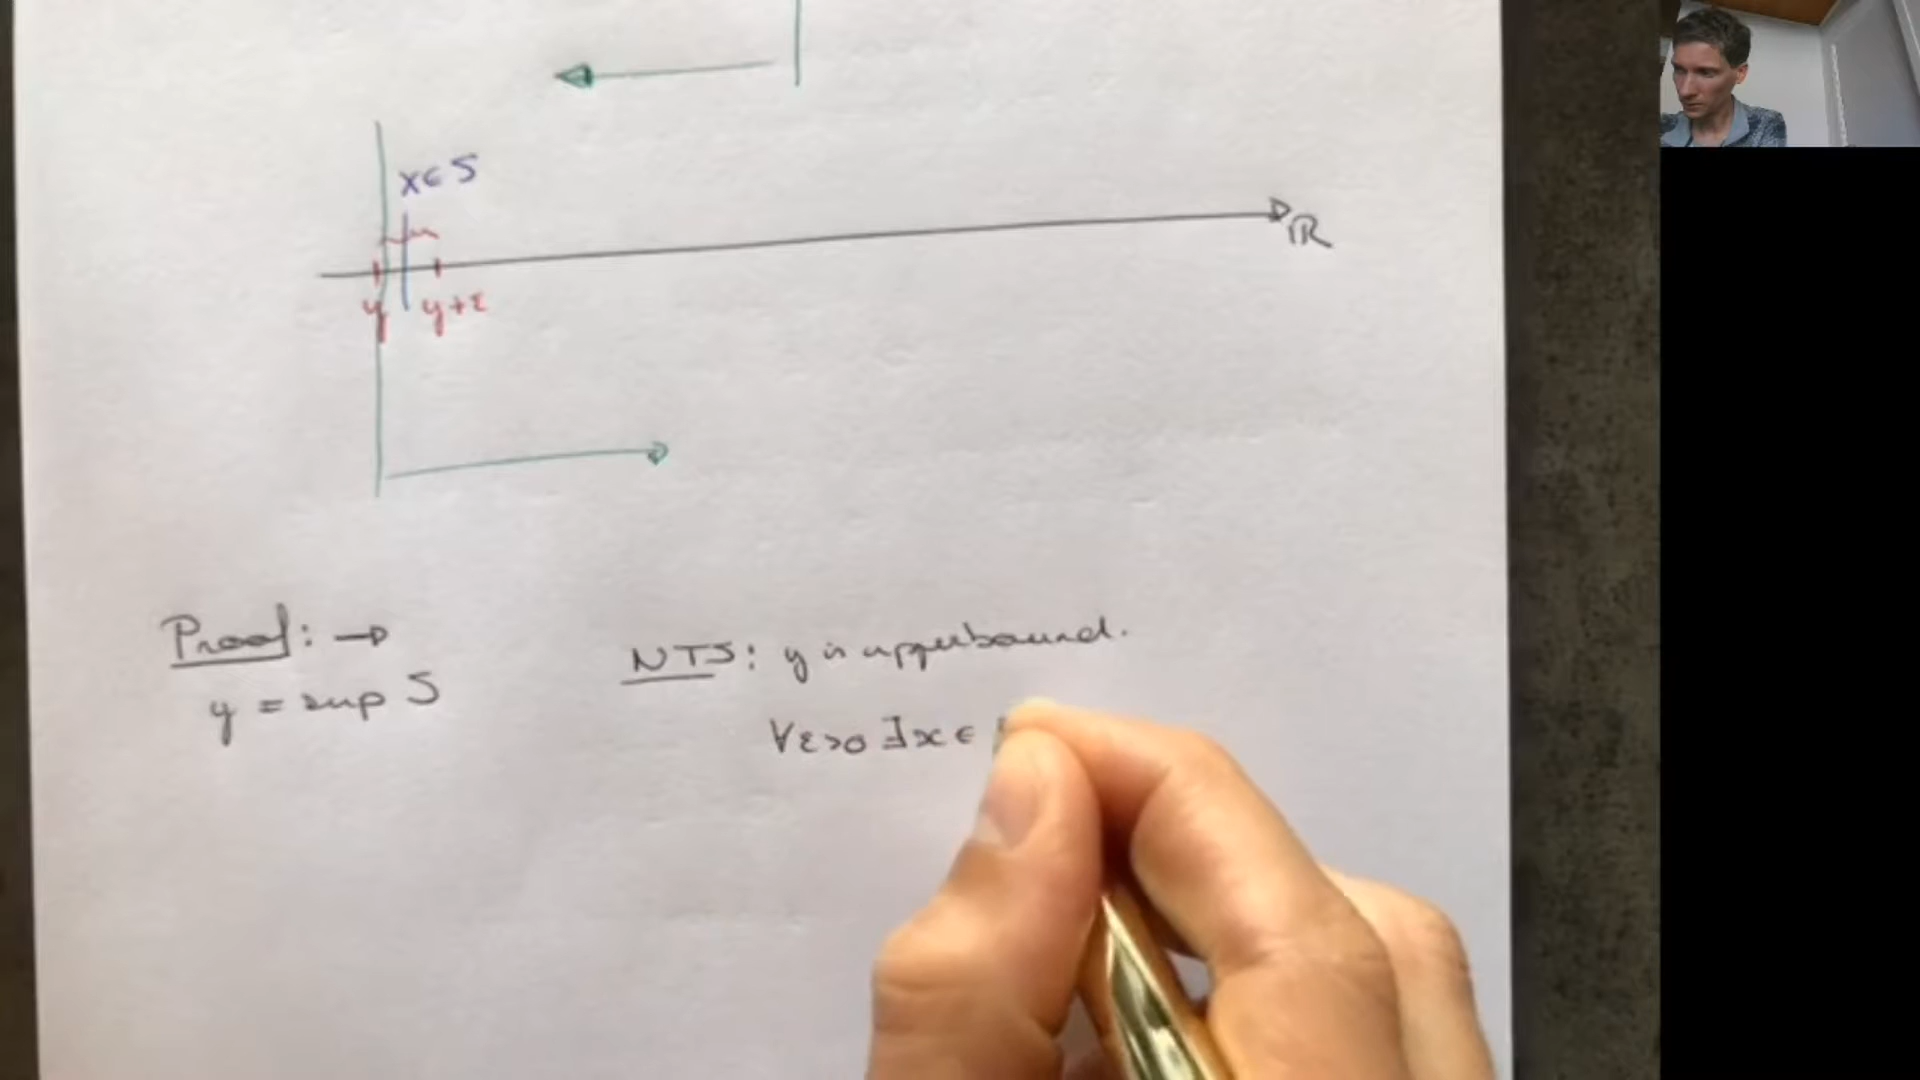 x∈S
ℝ
y y+ε
Proof: →
NTS: y is upperbound.
y = sup S
∀ε>0 ∃x∈